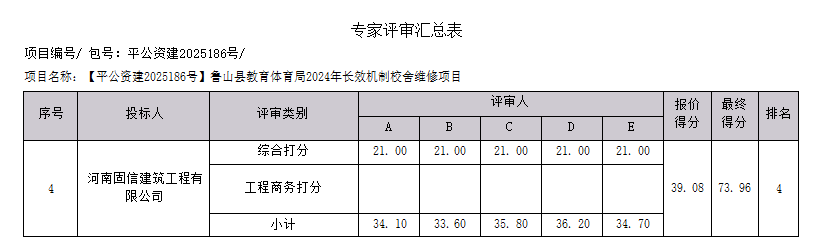 专家评审汇总表
项目编号/ 包号: 平公资建2025186号/
项目名称: 【平公资建2025186号】鲁山县教育体育局2024年长效机制校舍维修项目
序号 投标人 评审类别 评审人 报价得分 最终得分 排名
A B C D E
4 河南固信建筑工程有限公司 综合打分 21.00 21.00 21.00 21.00 21.00 39.08 73.96 4
工程商务打分
小计 34.10 33.60 35.80 36.20 34.70